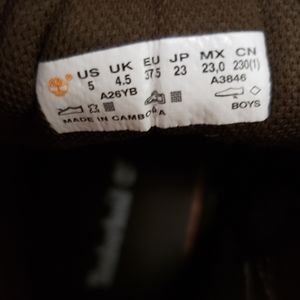 US UK EU JP MX CN
5 4.5 37.5 23 23,0 230(1)
A26YB A3846
BOYS
MADE IN CAMBODIA